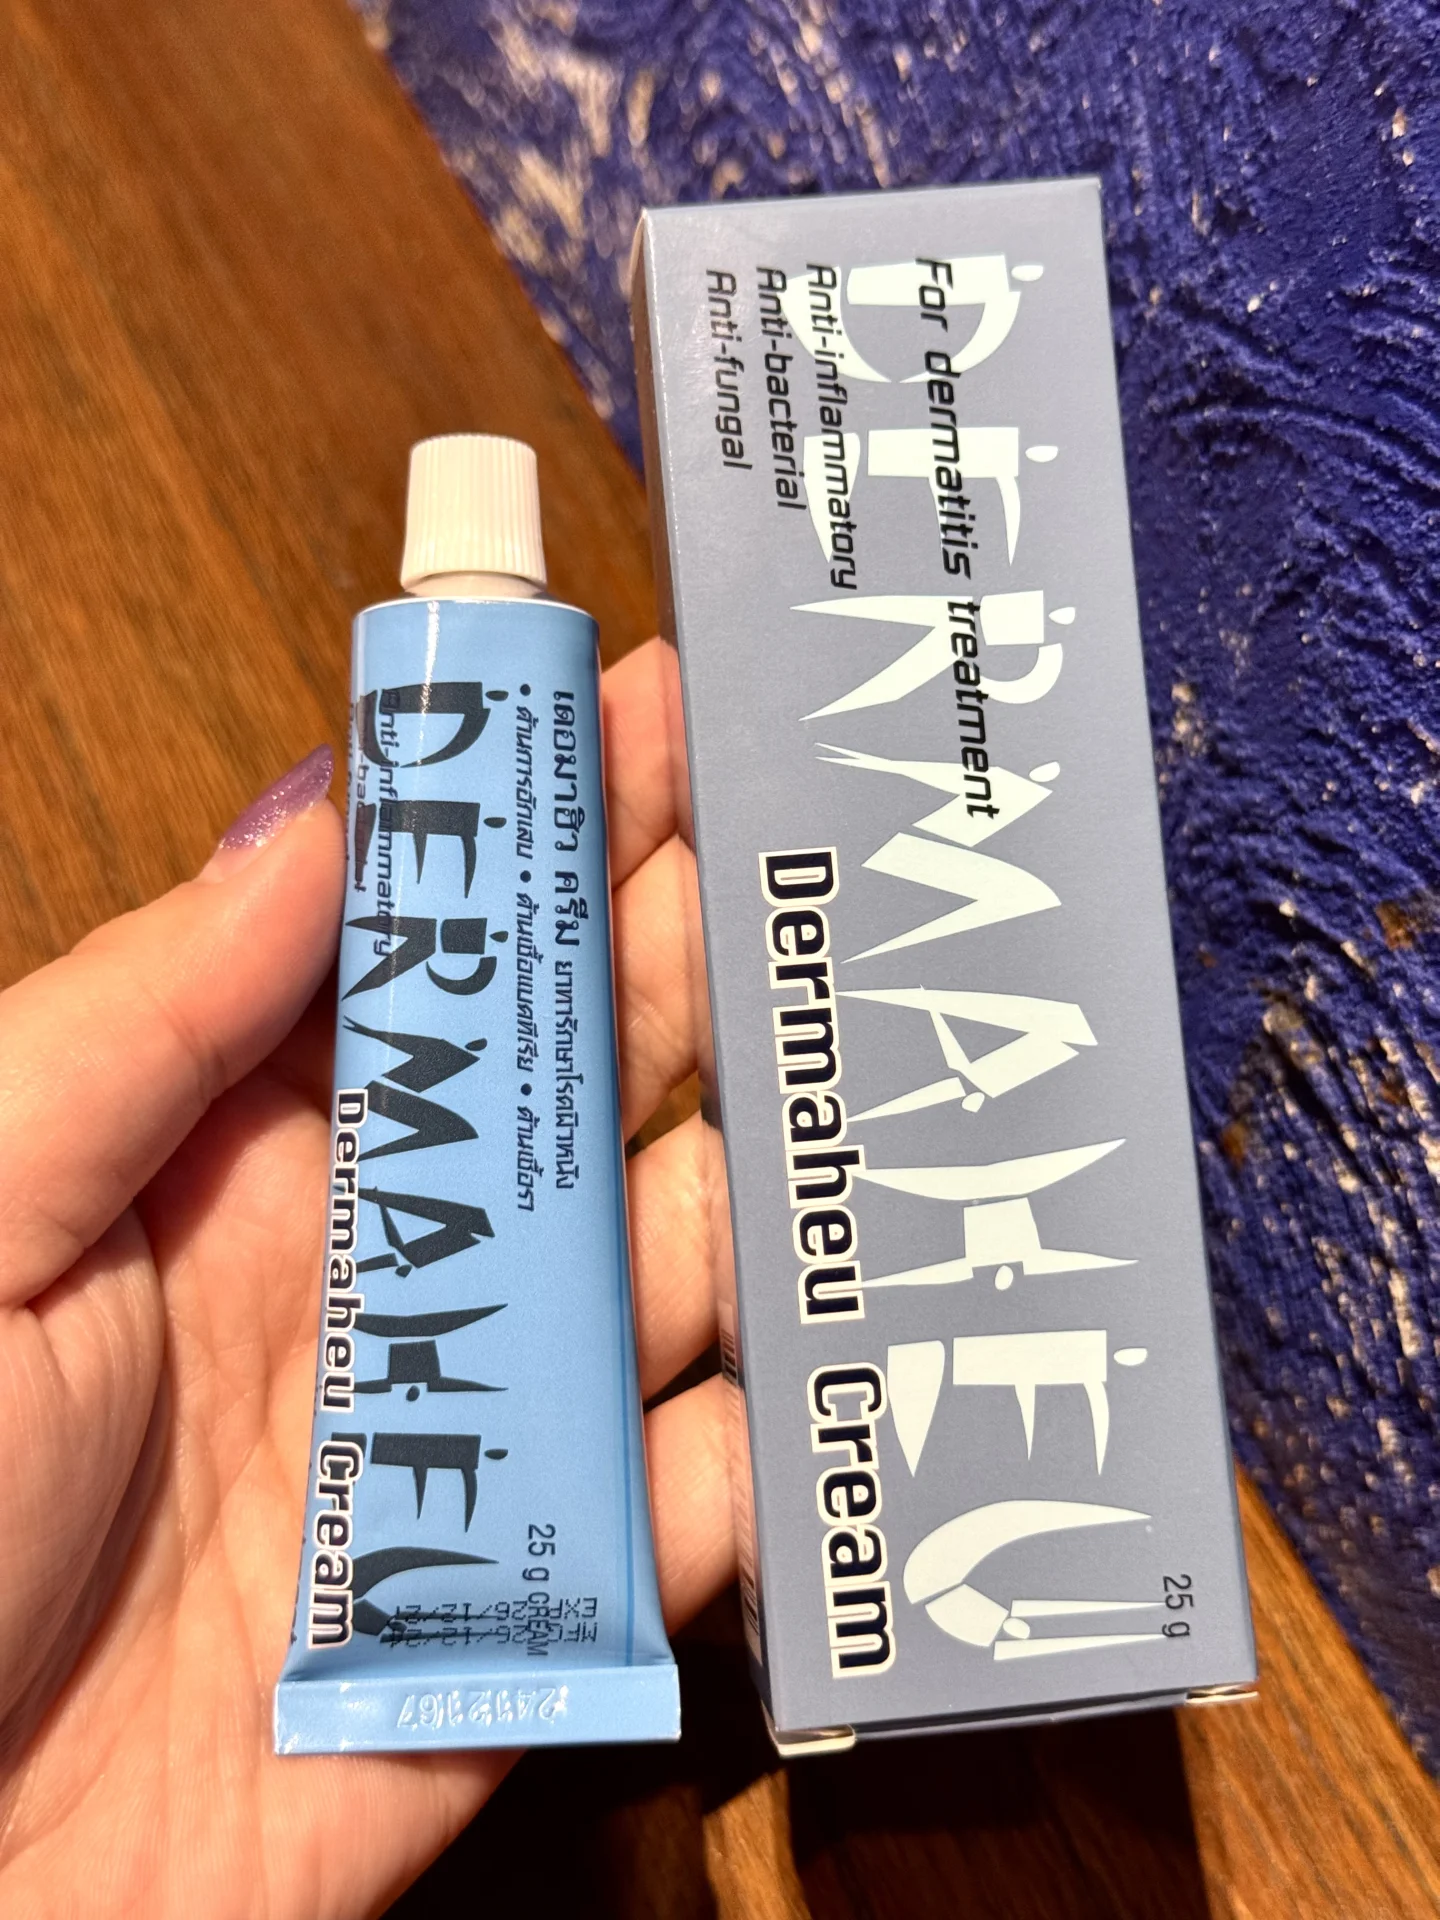 DERMAHEU
For dermatitis treatment
Anti-inflammatory
Anti-bacterial
Anti-fungal
Dermaheu Cream
25 g
เดอมาฮิว ครีม ยาทารักษาโรคผิวหนัง
• ต้านการอักเสบ • ต้านเชื้อแบคทีเรีย • ต้านเชื้อรา
DERMAHEU
Anti-inflammatory
Dermaheu Cream
25 g CREAM
2412167